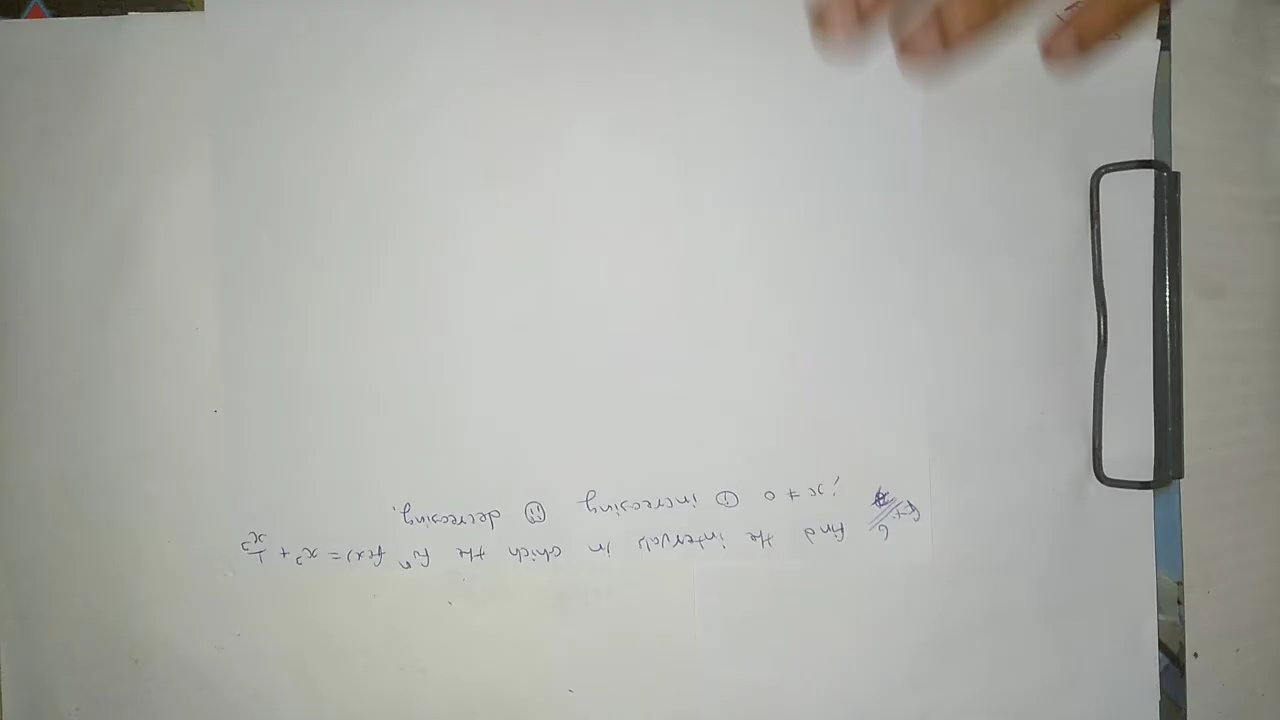 6 find the intervals in which the fⁿ f(x) = x³ + 1/x³
Ex. , x ≠ 0 (i) increasing (ii) decreasing.